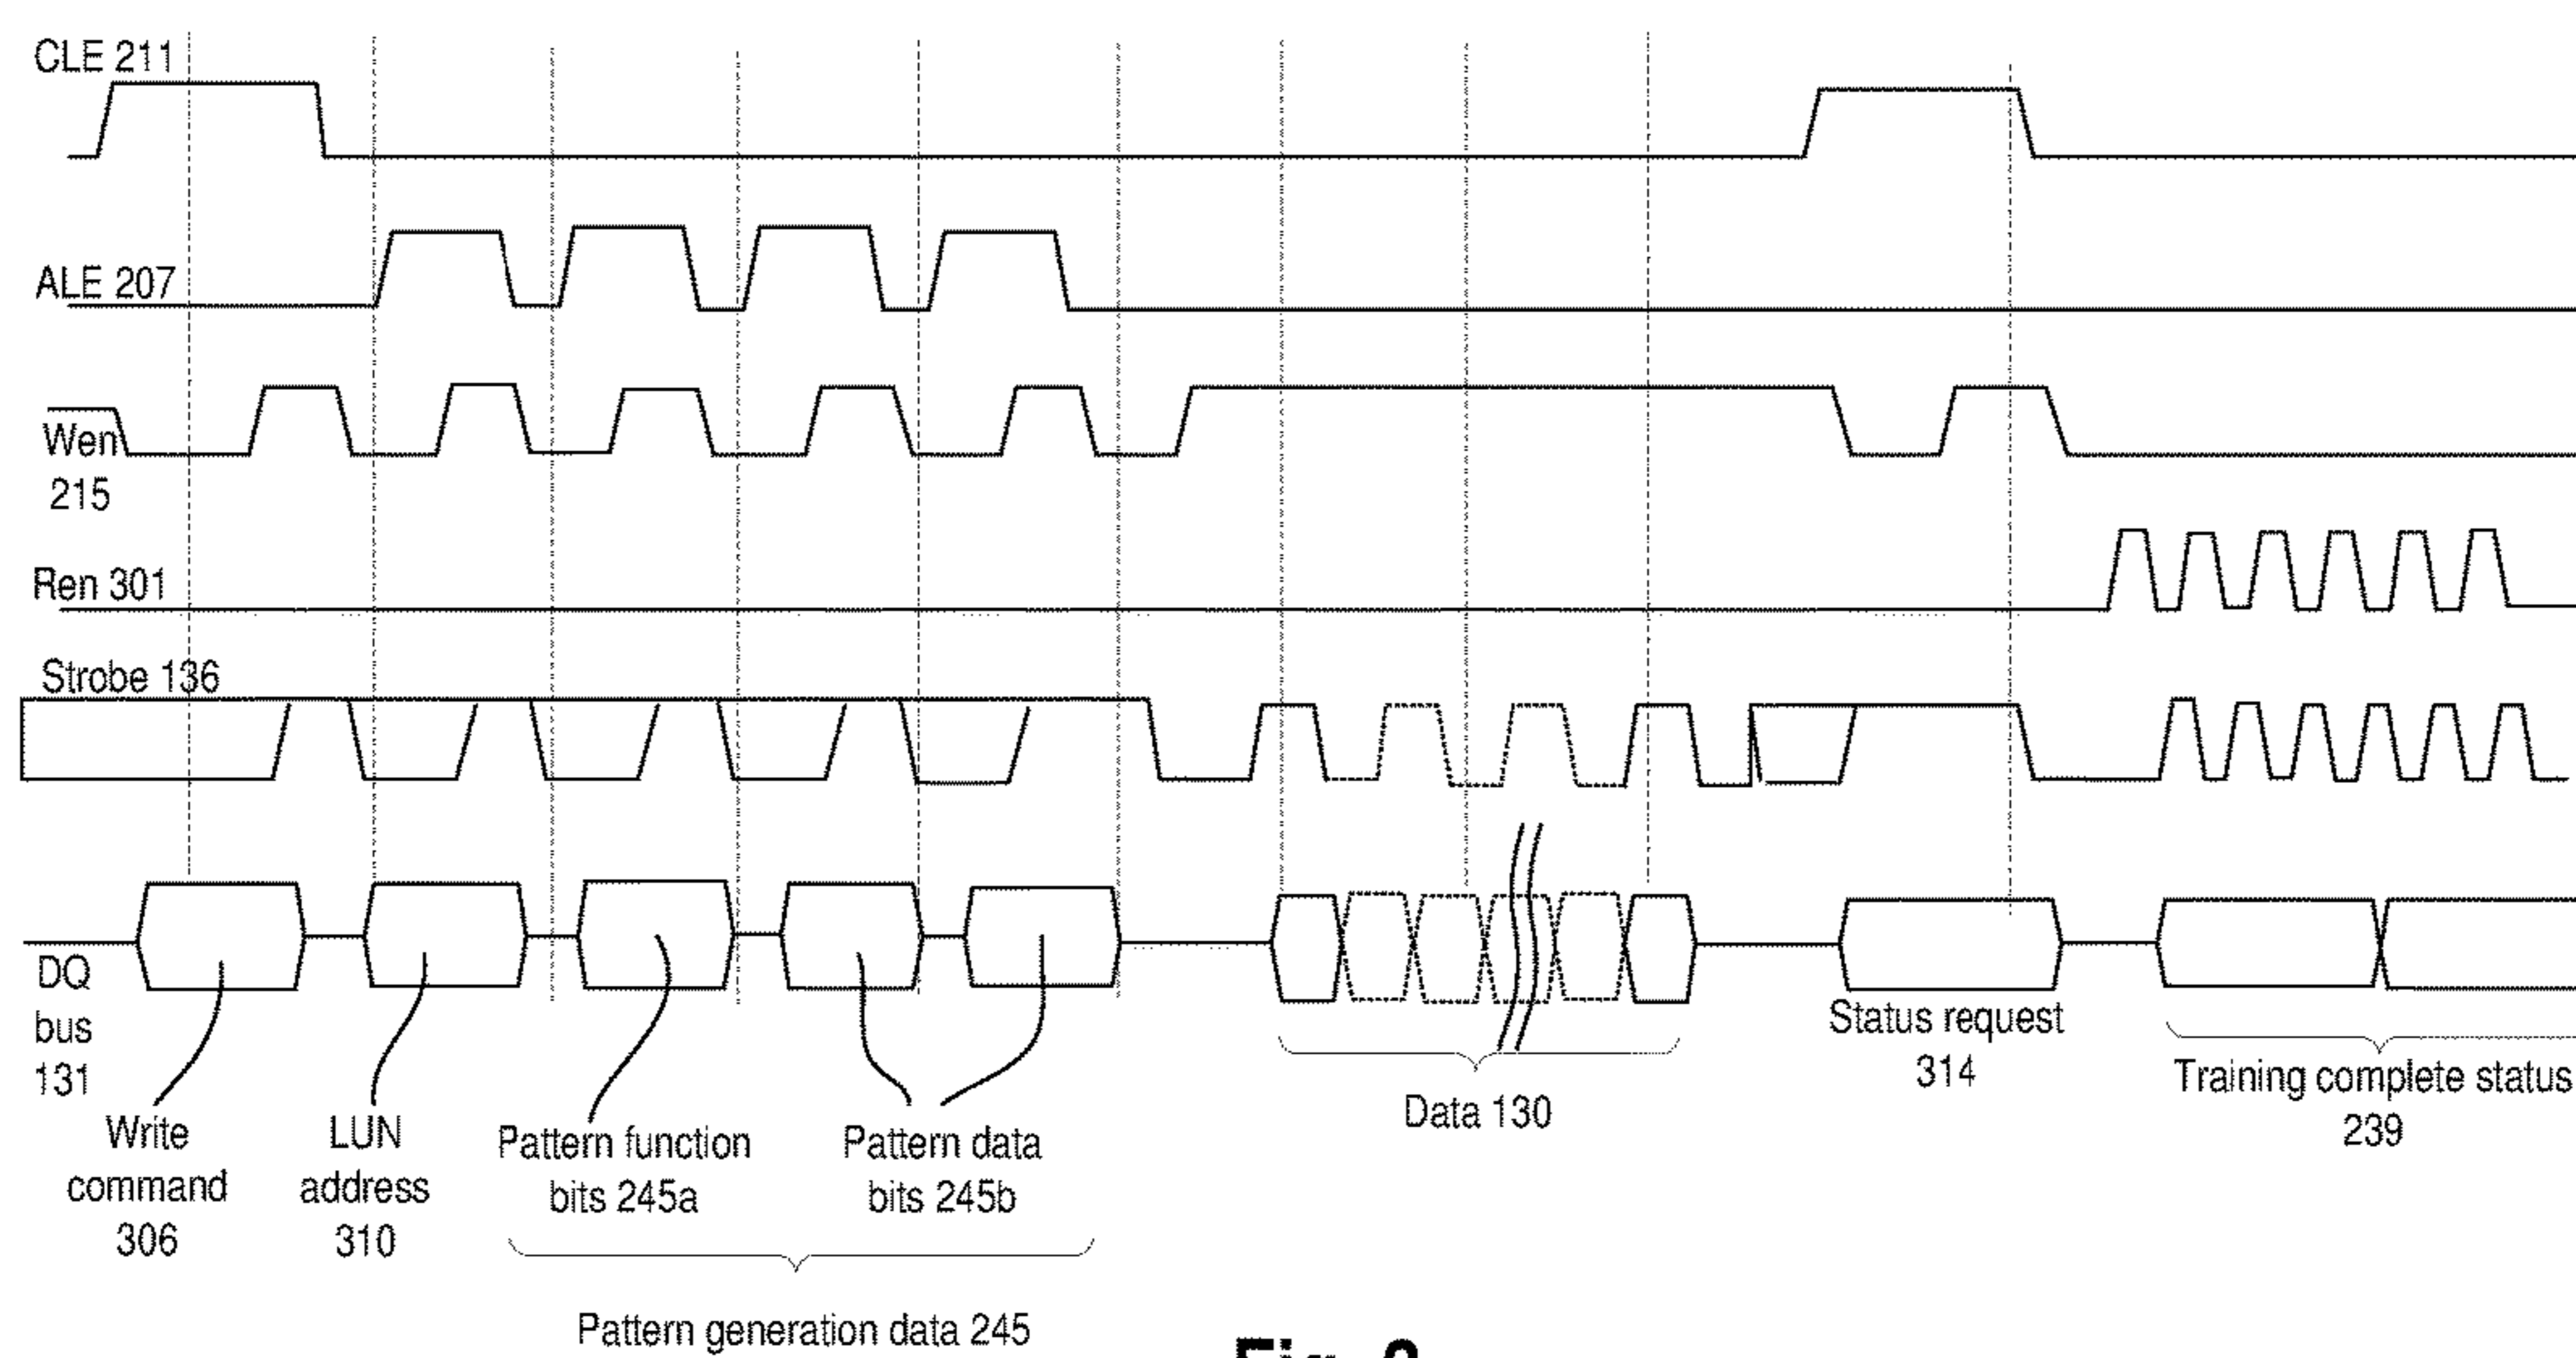 CLE 211
ALE 207
Wen
215
Ren 301
Strobe 136
DQ
bus
131
Write
command
306
LUN
address
310
Pattern function
bits 245a
Pattern data
bits 245b
Pattern generation data 245
Data 130
Status request
314
Training complete status
239